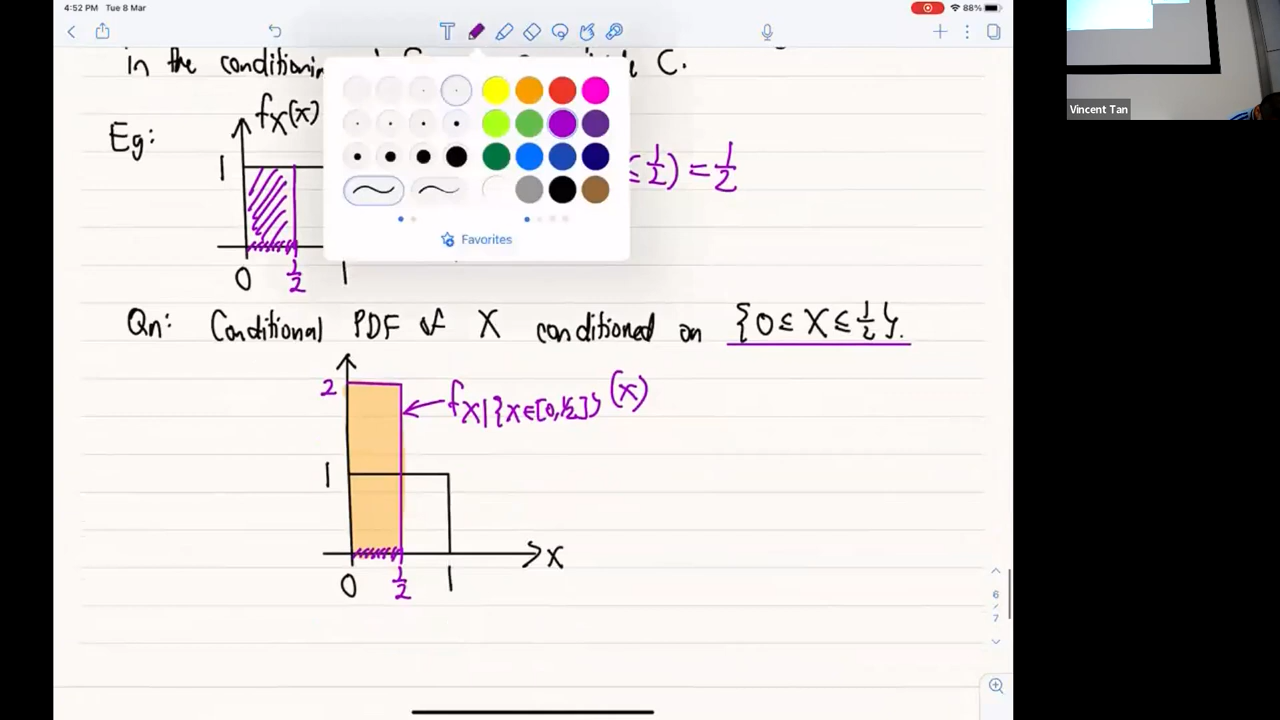 4:52 PM Tue 8 Mar
88%
in the conditionin
C.
Eg:
fX(x)
1
≤ 1/2) = 1/2
0
1/2
1
Favorites
Qn: Conditional PDF of X conditioned on {0 ≤ X ≤ 1/2}.
2
fX|{X∈[0,1/2]}(x)
1
x
0
1/2
1
6
/
7
Vincent Tan